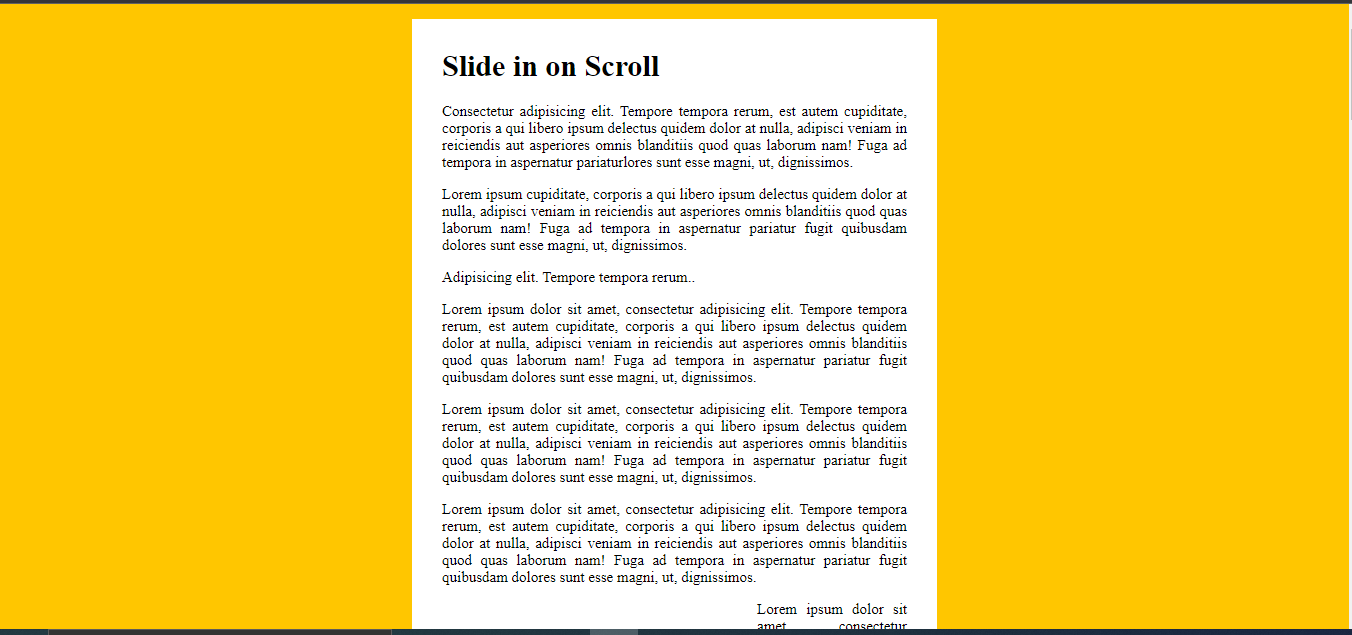 Slide in on Scroll
Consectetur adipisicing elit. Tempore tempora rerum, est autem cupiditate,
corporis a qui libero ipsum delectus quidem dolor at nulla, adipisci veniam in
reiciendis aut asperiores omnis blanditiis quod quas laborum nam! Fuga ad
tempora in aspernatur pariaturlores sunt esse magni, ut, dignissimos.
Lorem ipsum cupiditate, corporis a qui libero ipsum delectus quidem dolor at
nulla, adipisci veniam in reiciendis aut asperiores omnis blanditiis quod quas
laborum nam! Fuga ad tempora in aspernatur pariatur fugit quibusdam
dolores sunt esse magni, ut, dignissimos.
Adipisicing elit. Tempore tempora rerum..
Lorem ipsum dolor sit amet, consectetur adipisicing elit. Tempore tempora
rerum, est autem cupiditate, corporis a qui libero ipsum delectus quidem
dolor at nulla, adipisci veniam in reiciendis aut asperiores omnis blanditiis
quod quas laborum nam! Fuga ad tempora in aspernatur pariatur fugit
quibusdam dolores sunt esse magni, ut, dignissimos.
Lorem ipsum dolor sit amet, consectetur adipisicing elit. Tempore tempora
rerum, est autem cupiditate, corporis a qui libero ipsum delectus quidem
dolor at nulla, adipisci veniam in reiciendis aut asperiores omnis blanditiis
quod quas laborum nam! Fuga ad tempora in aspernatur pariatur fugit
quibusdam dolores sunt esse magni, ut, dignissimos.
Lorem ipsum dolor sit amet, consectetur adipisicing elit. Tempore tempora
rerum, est autem cupiditate, corporis a qui libero ipsum delectus quidem
dolor at nulla, adipisci veniam in reiciendis aut asperiores omnis blanditiis
quod quas laborum nam! Fuga ad tempora in aspernatur pariatur fugit
quibusdam dolores sunt esse magni, ut, dignissimos.
Lorem ipsum dolor sit
amet, consectetur